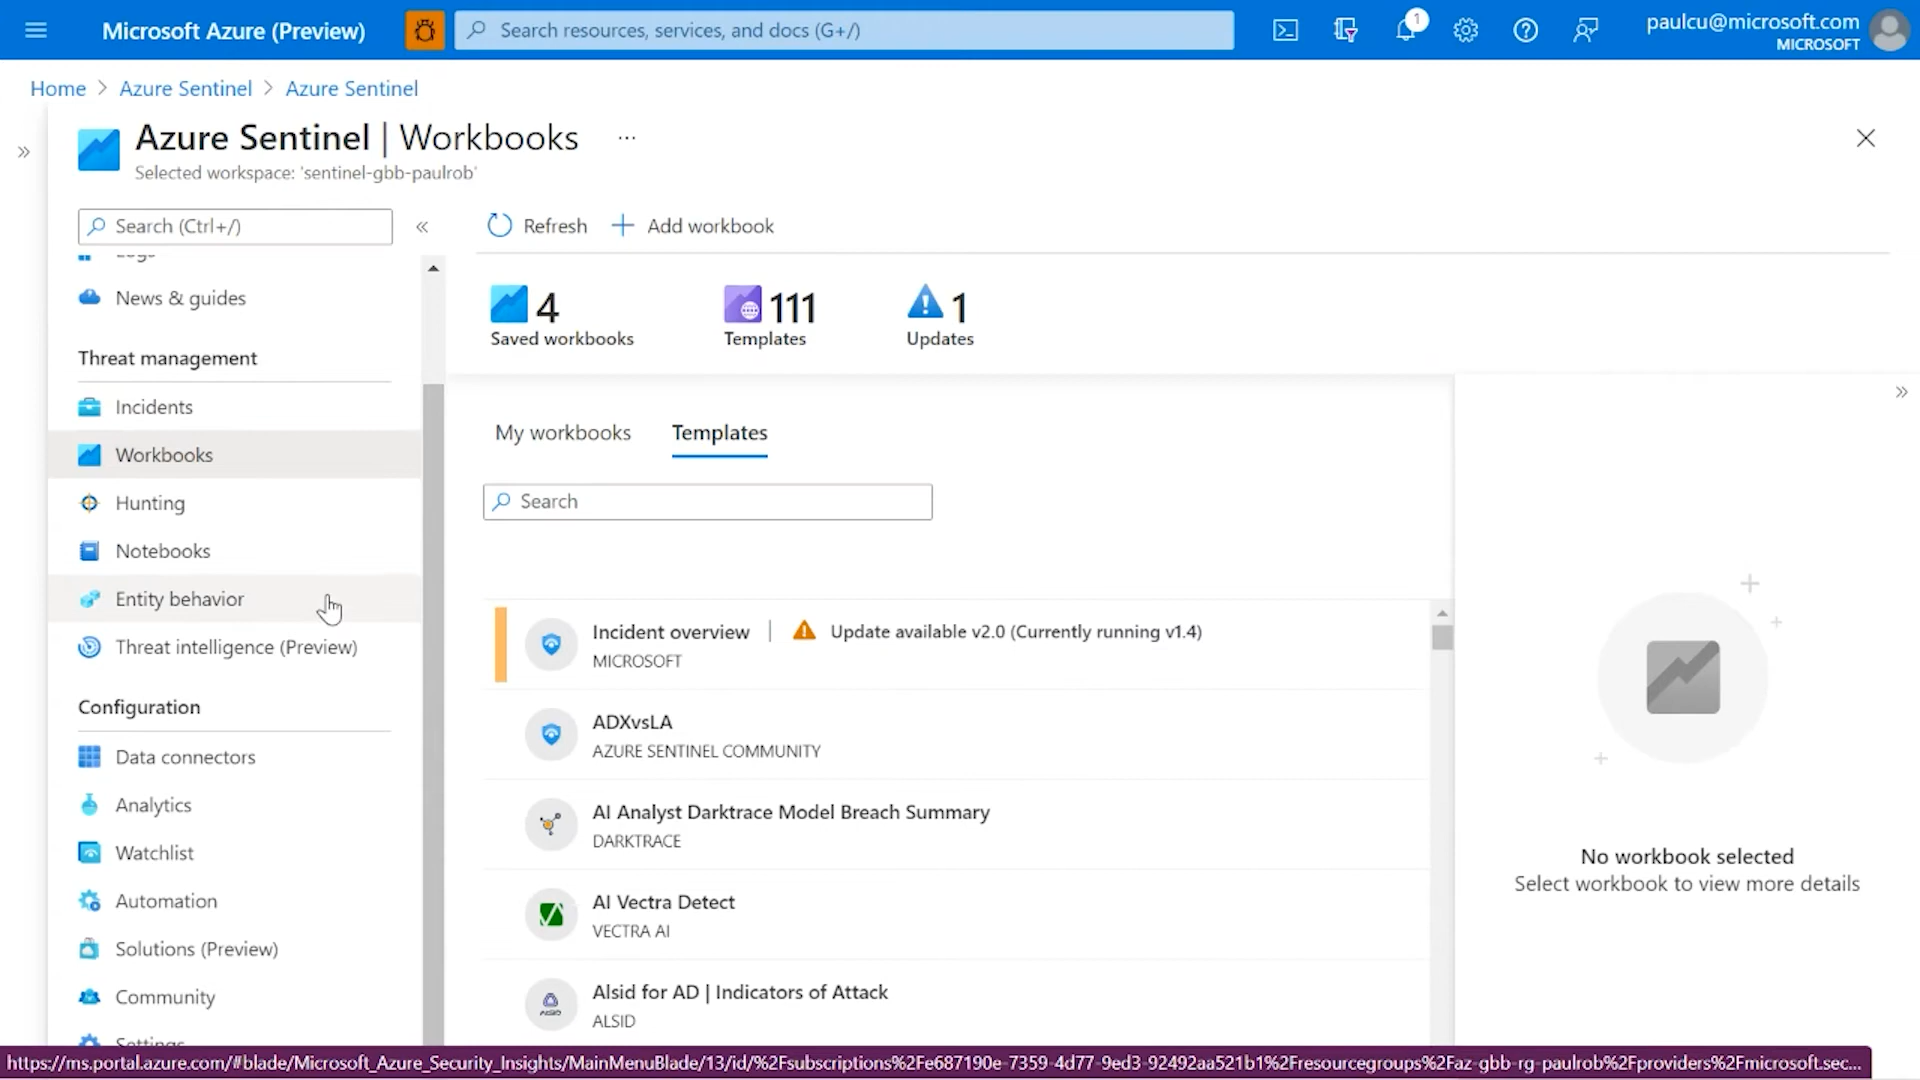 Microsoft Azure (Preview)
Search resources, services, and docs (G+/)
1
paulcu@microsoft.com
MICROSOFT
Home > Azure Sentinel > Azure Sentinel
Azure Sentinel | Workbooks ...
Selected workspace: 'sentinel-gbb-paulrob'
Search (Ctrl+/)
«
Refresh
+ Add workbook
Logs
News & guides
Threat management
Incidents
Workbooks
Hunting
Notebooks
Entity behavior
Threat intelligence (Preview)
Configuration
Data connectors
Analytics
Watchlist
Automation
Solutions (Preview)
Community
Settings
4
Saved workbooks
111
Templates
1
Updates
My workbooks
Templates
Search
Incident overview | Update available v2.0 (Currently running v1.4)
MICROSOFT
ADXvsLA
AZURE SENTINEL COMMUNITY
AI Analyst Darktrace Model Breach Summary
DARKTRACE
AI Vectra Detect
VECTRA AI
Alsid for AD | Indicators of Attack
ALSID
No workbook selected
Select workbook to view more details
https://ms.portal.azure.com/#blade/Microsoft_Azure_Security_Insights/MainMenuBlade/13/id/%2Fsubscriptions%2Fe687190e-7359-4d77-9ed3-92492aa521b1%2Fresourcegroups%2Faz-gbb-rg-paulrob%2Fproviders%2Fmicrosoft.sec...